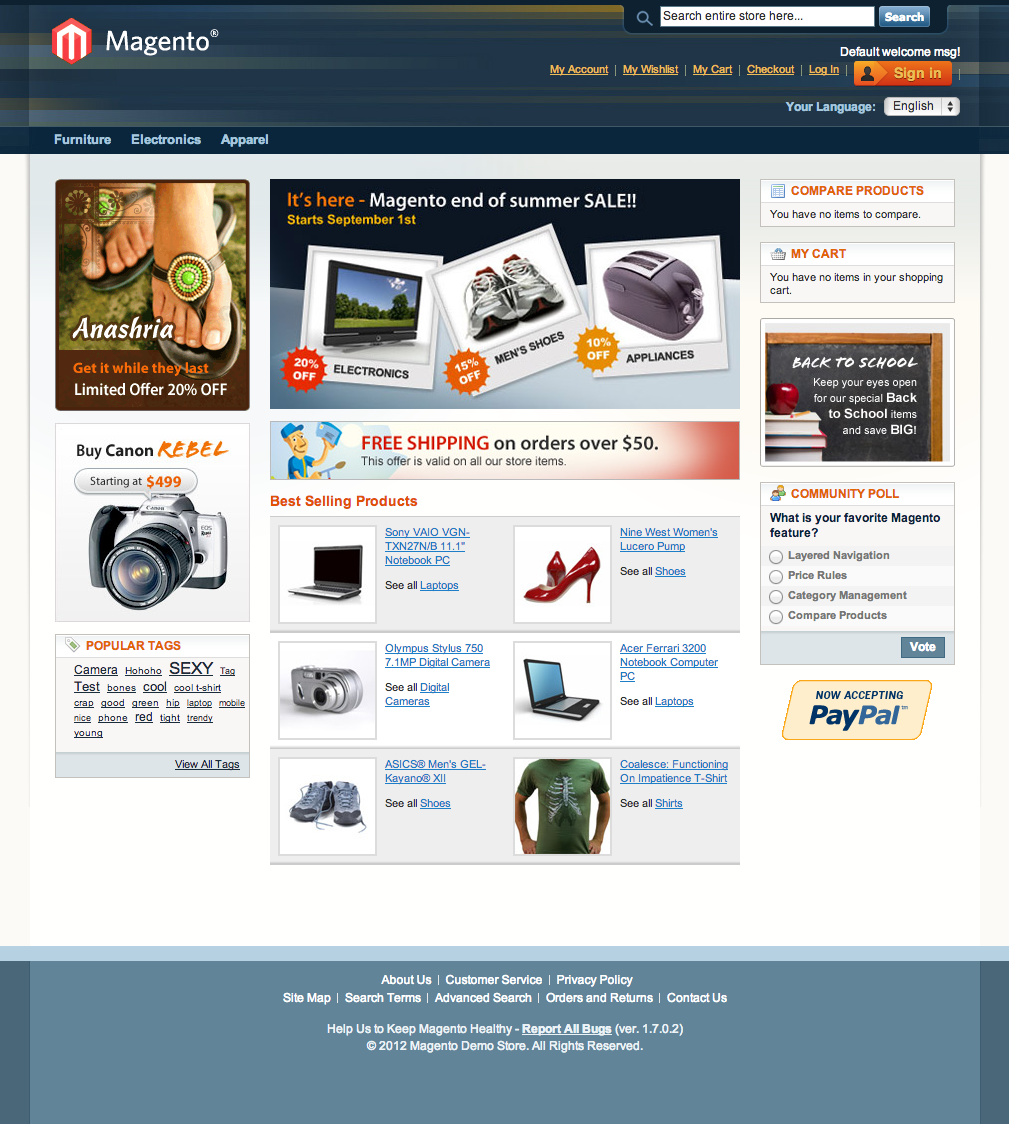 Search entire store here...
Search
Magento®
Default welcome msg!
My Account | My Wishlist | My Cart | Checkout | Log In | Sign in |
Your Language: English
Furniture Electronics Apparel
Anashria
Get it while they last
Limited Offer 20% OFF
Buy Canon REBEL
Starting at $499
Canon
EOS
POPULAR TAGS
Camera Hohoho SEXY Tag
Test bones cool cool t-shirt
crap good green hip laptop mobile
nice phone red tight trendy
young
View All Tags
It's here - Magento end of summer SALE!!
Starts September 1st
20%
OFF
ELECTRONICS
15%
OFF
MEN'S SHOES
10%
OFF
APPLIANCES
FREE SHIPPING on orders over $50.
This offer is valid on all our store items.
Best Selling Products
Sony VAIO VGN-
TXN27N/B 11.1"
Notebook PC
See all Laptops
Nine West Women's
Lucero Pump
See all Shoes
Olympus Stylus 750
7.1MP Digital Camera
See all Digital
Cameras
Acer Ferrari 3200
Notebook Computer
PC
See all Laptops
ASICS® Men's GEL-
Kayano® XII
See all Shoes
Coalesce: Functioning
On Impatience T-Shirt
See all Shirts
COMPARE PRODUCTS
You have no items to compare.
MY CART
You have no items in your shopping
cart.
BACK TO SCHOOL
Keep your eyes open
for our special Back
to School items
and save BIG!
COMMUNITY POLL
What is your favorite Magento
feature?
Layered Navigation
Price Rules
Category Management
Compare Products
Vote
NOW ACCEPTING
PayPal™
About Us | Customer Service | Privacy Policy
Site Map | Search Terms | Advanced Search | Orders and Returns | Contact Us
Help Us to Keep Magento Healthy - Report All Bugs (ver. 1.7.0.2)
© 2012 Magento Demo Store. All Rights Reserved.